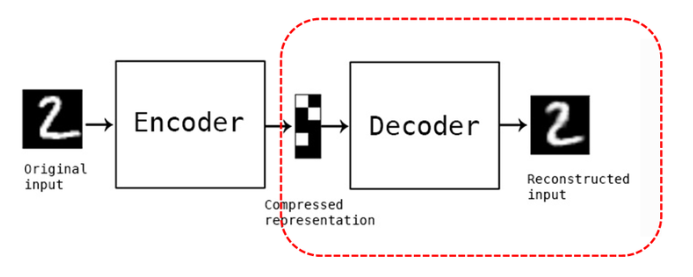 Encoder
Decoder
Original
input
Compressed
representation
Reconstructed
input